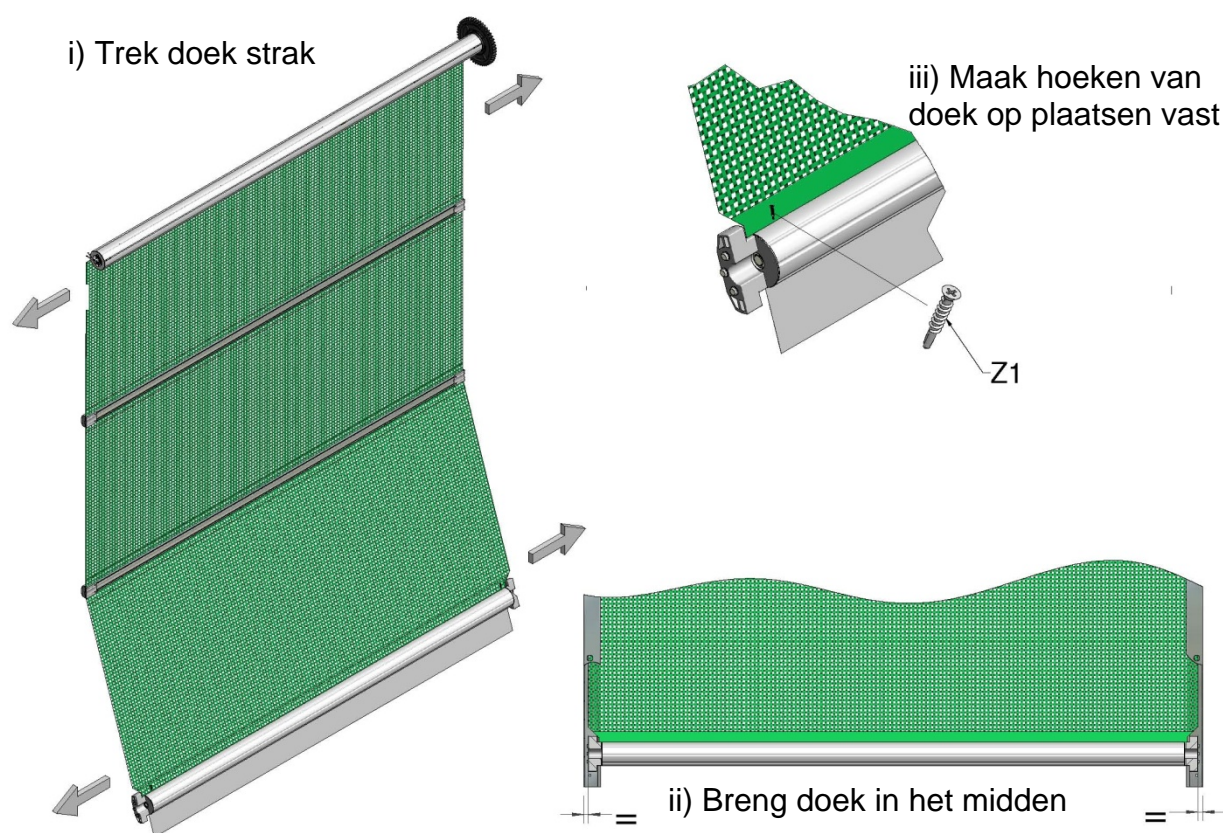 i) Trek doek strak
iii) Maak hoeken van
doek op plaatsen vast
Z1
ii) Breng doek in het midden
=
=